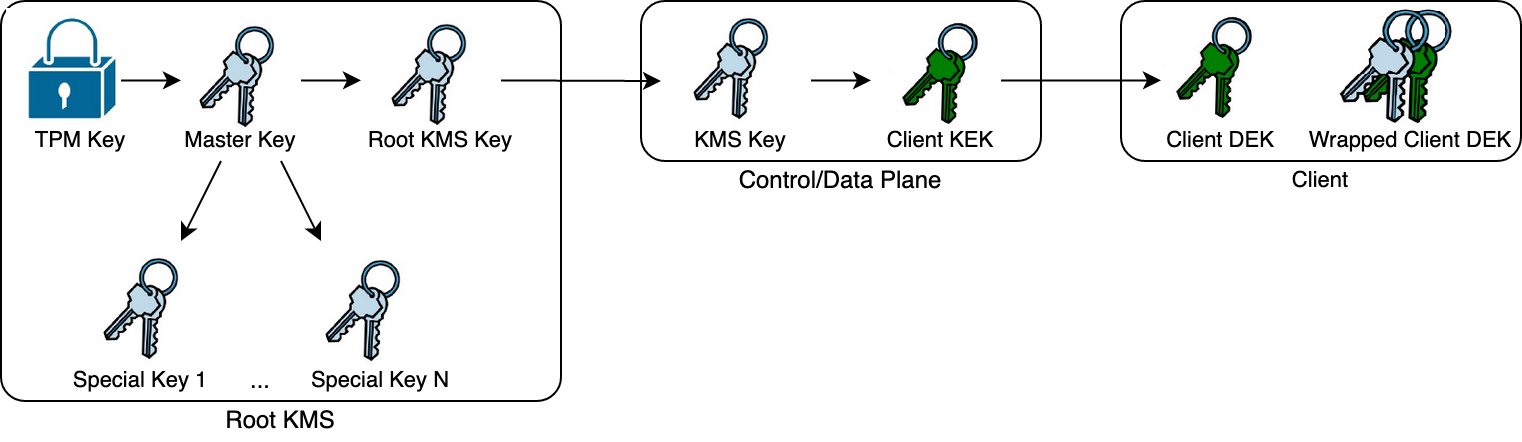 TPM Key
Master Key
Root KMS Key
KMS Key
Client KEK
Client DEK
Wrapped Client DEK
Control/Data Plane
Client
Special Key 1
...
Special Key N
Root KMS